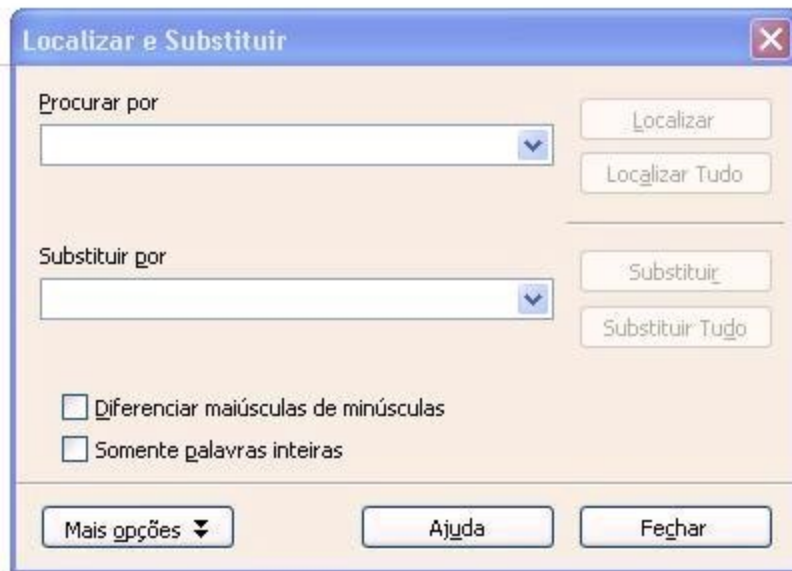 Localizar e Substituir
Procurar por
Localizar
Localizar Tudo
Substituir por
Substituir
Substituir Tudo
Diferenciar maiúsculas de minúsculas
Somente palavras inteiras
Mais opções
Ajuda
Fechar